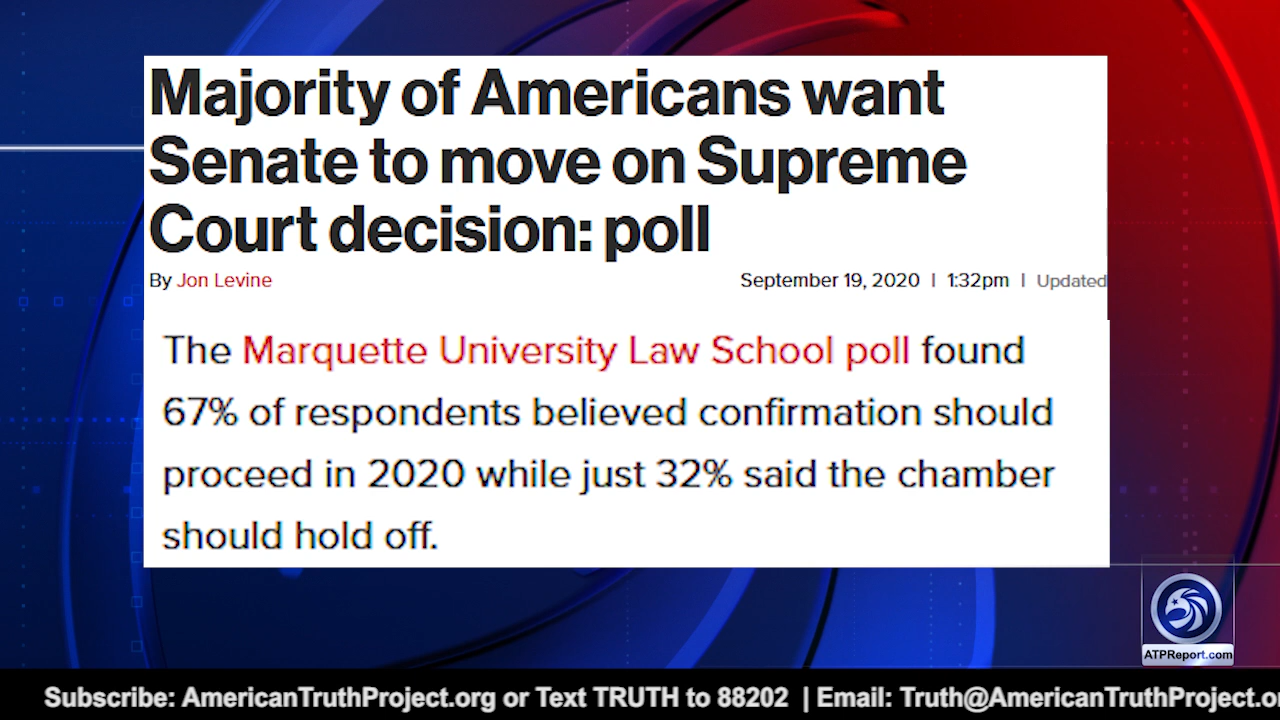 Majority of Americans want
Senate to move on Supreme
Court decision: poll
By Jon Levine
September 19, 2020 | 1:32pm | Updated
The Marquette University Law School poll found
67% of respondents believed confirmation should
proceed in 2020 while just 32% said the chamber
should hold off.
ATPReport.com
Subscribe: AmericanTruthProject.org or Text TRUTH to 88202 | Email: Truth@AmericanTruthProject.o